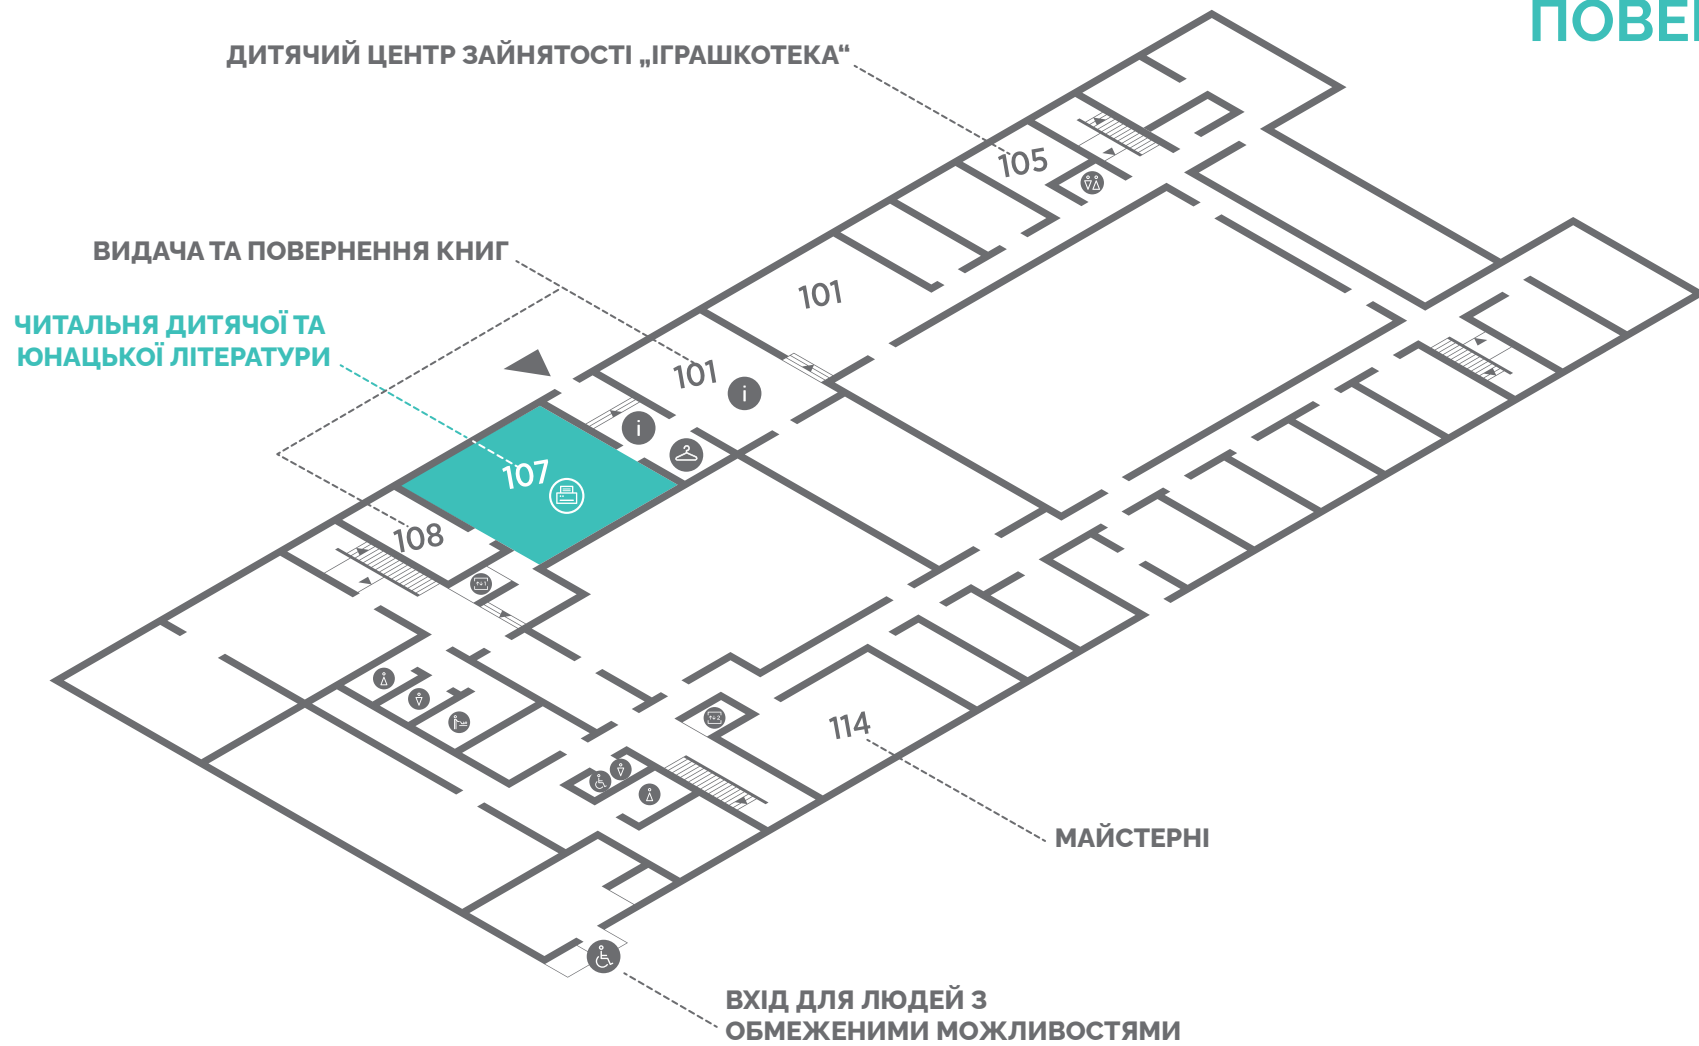 ДИТЯЧИЙ ЦЕНТР ЗАЙНЯТОСТІ „ІГРАШКОТЕКА“
105
ВИДАЧА ТА ПОВЕРНЕННЯ КНИГ
101
ЧИТАЛЬНЯ ДИТЯЧОЇ ТА
ЮНАЦЬКОЇ ЛІТЕРАТУРИ
101
i
i
107
108
114
МАЙСТЕРНІ
ВХІД ДЛЯ ЛЮДЕЙ З
ОБМЕЖЕНИМИ МОЖЛИВОСТЯМИ